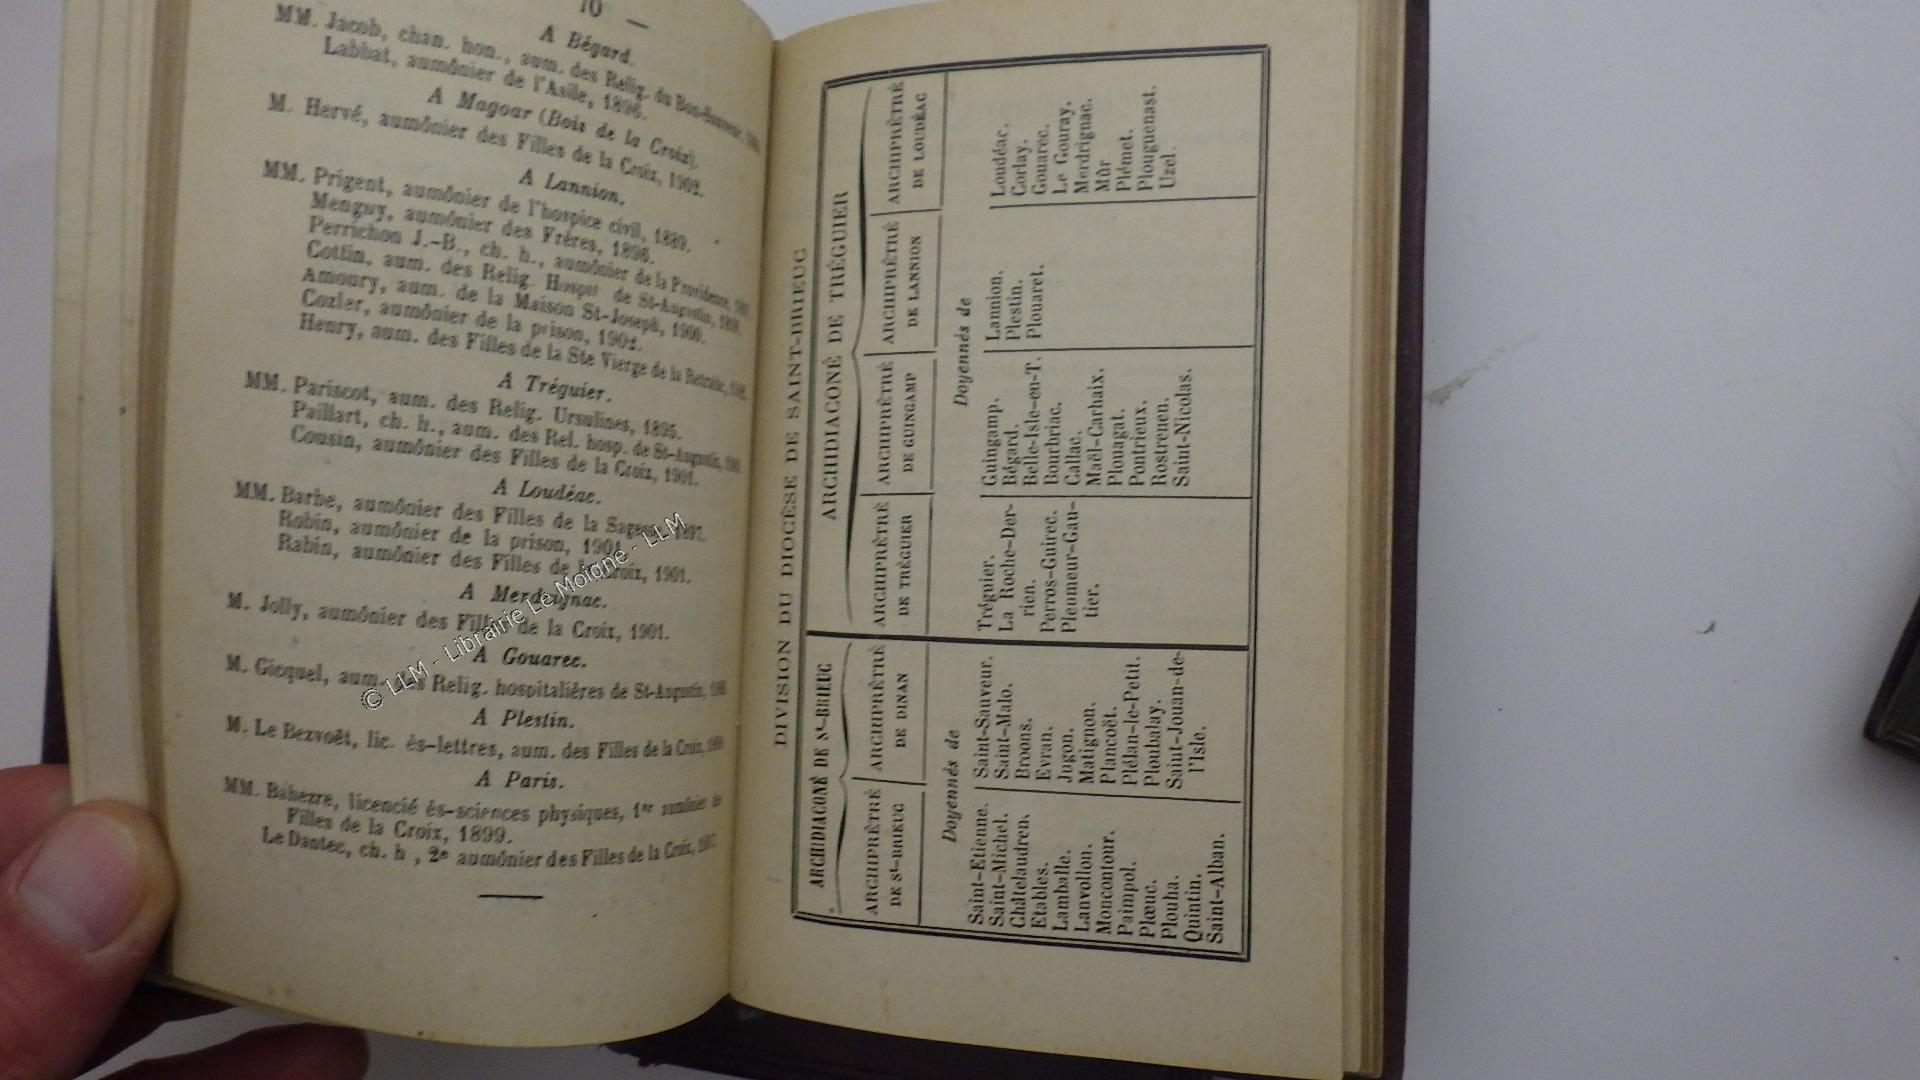 70 —
A Bégard.
MM. Jacob, chan. hon., aum. des Relig. du Bon-Sauveur,
Labbat, aumônier de l'Asile, 1896.
A Magoar (Bois de la Croix).
M. Hervé, aumônier des Filles de la Croix, 1902.
A Lannion.
MM. Prigent, aumônier de l'hospice civil, 1889.
Menguy, aumônier des Frères, 1896.
Perrichon J.-B., ch. h., aumônier de la Providence,
Cottin, aum. des Relig. Hospit de St-Augustin,
Amoury, aum. de la Maison St-Joseph, 1900.
Cozler, aumônier de la prison, 1902.
Henry, aum. des Filles de la Ste Vierge de la Retraite,
A Tréguier.
MM. Pariscot, aum. des Relig. Ursulines, 1895.
Paillart, ch. h., aum. des Rel. hosp. de St-Augustin,
Cousin, aumônier des Filles de la Croix, 1901.
A Loudéac.
MM. Barbe, aumônier des Filles de la Sagesse,
Robin, aumônier de la prison, 1901.
Rabin, aumônier des Filles de la Croix, 1901.
A Merdrignac.
M. Jolly, aumônier des Filles de la Croix, 1901.
A Gouarec.
M. Gicquel, aum. des Relig. hospitalières de St-Augustin,
A Plestin.
M. Le Bezvoët, lic. ès-lettres, aum. des Filles de la Croix,
A Paris.
MM. Bahezre, licencié ès-sciences physiques, 1er aumônier des
Filles de la Croix, 1899.
Le Dantec, ch. h , 2e aumônier des Filles de la Croix,
© LLM - Librairie Le Moigne - LLM
DIVISION DU DIOCÈSE DE SAINT-BRIEUC
ARCHIDIACONÉ DE St-BRIEUC
ARCHIPRÊTRÉ
DE St-BRIEUC
ARCHIPRÊTRÉ
DE DINAN
Doyennés de
Saint-Etienne.
Saint-Michel.
Châtelaudren.
Etables.
Lamballe.
Lanvollon.
Moncontour.
Paimpol.
Plœuc.
Plouha.
Quintin.
Saint-Alban.
Saint-Sauveur.
Saint-Malo.
Broons.
Evran.
Jugon.
Matignon.
Plancoët.
Plélan-le-Petit.
Ploubalay.
Saint-Jouan-de-
l'Isle.
ARCHIDIACONÉ DE TRÉGUIER
ARCHIPRÊTRÉ
DE TRÉGUIER
ARCHIPRÊTRÉ
DE GUINGAMP
ARCHIPRÊTRÉ
DE LANNION
ARCHIPRÊTRÉ
DE LOUDÉAC
Doyennés de
Tréguier.
La Roche-Der-
rien.
Perros-Guirec.
Pleumeur-Gau-
tier.
Guingamp.
Bégard.
Belle-Isle-en-T.
Bourbriac.
Callac.
Maël-Carhaix.
Plouagat.
Pontrieux.
Rostrenen.
Saint-Nicolas.
Lannion.
Plestin.
Plouaret.
Loudéac.
Corlay.
Gouarec.
Le Gouray.
Merdrignac.
Mûr.
Plémet.
Plouguenast.
Uzel.